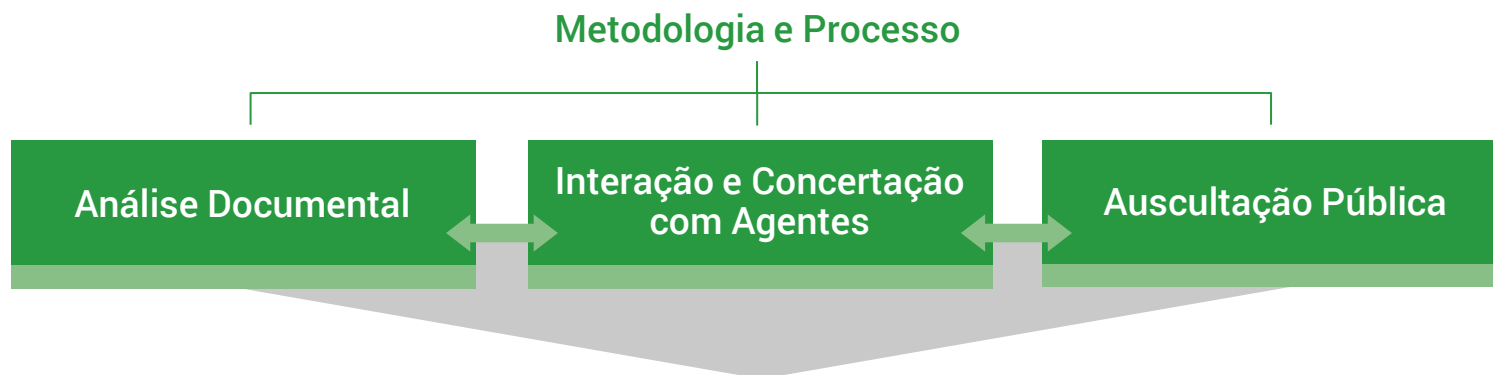 Metodologia e Processo
Análise Documental
Interação e Concertação
com Agentes
Auscultação Pública